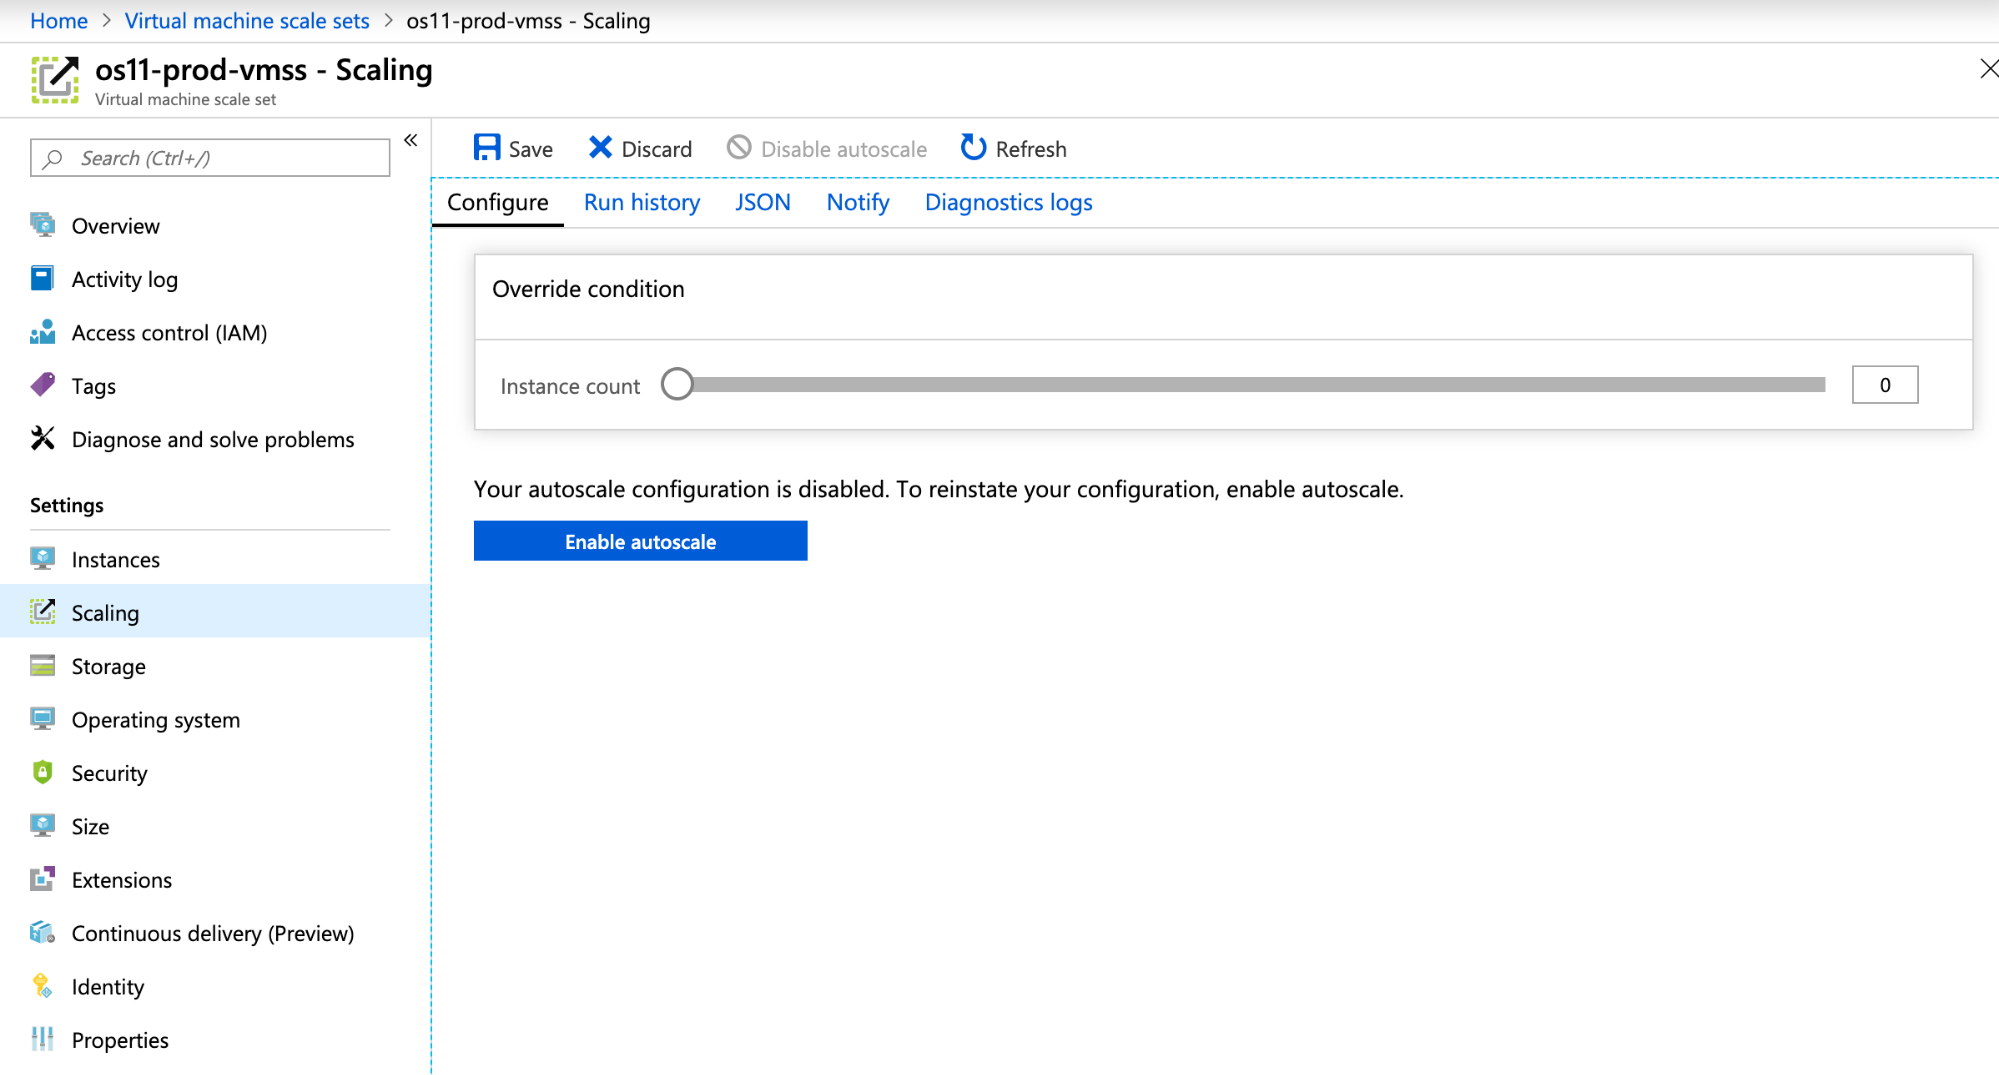 Home > Virtual machine scale sets > os11-prod-vmss - Scaling
os11-prod-vmss - Scaling
Virtual machine scale set
Search (Ctrl+/)
«
Overview
Activity log
Access control (IAM)
Tags
Diagnose and solve problems
Settings
Instances
Scaling
Storage
Operating system
Security
Size
Extensions
Continuous delivery (Preview)
Identity
Properties
Save Discard Disable autoscale Refresh
Configure Run history JSON Notify Diagnostics logs
Override condition
Instance count 0
Your autoscale configuration is disabled. To reinstate your configuration, enable autoscale.
Enable autoscale